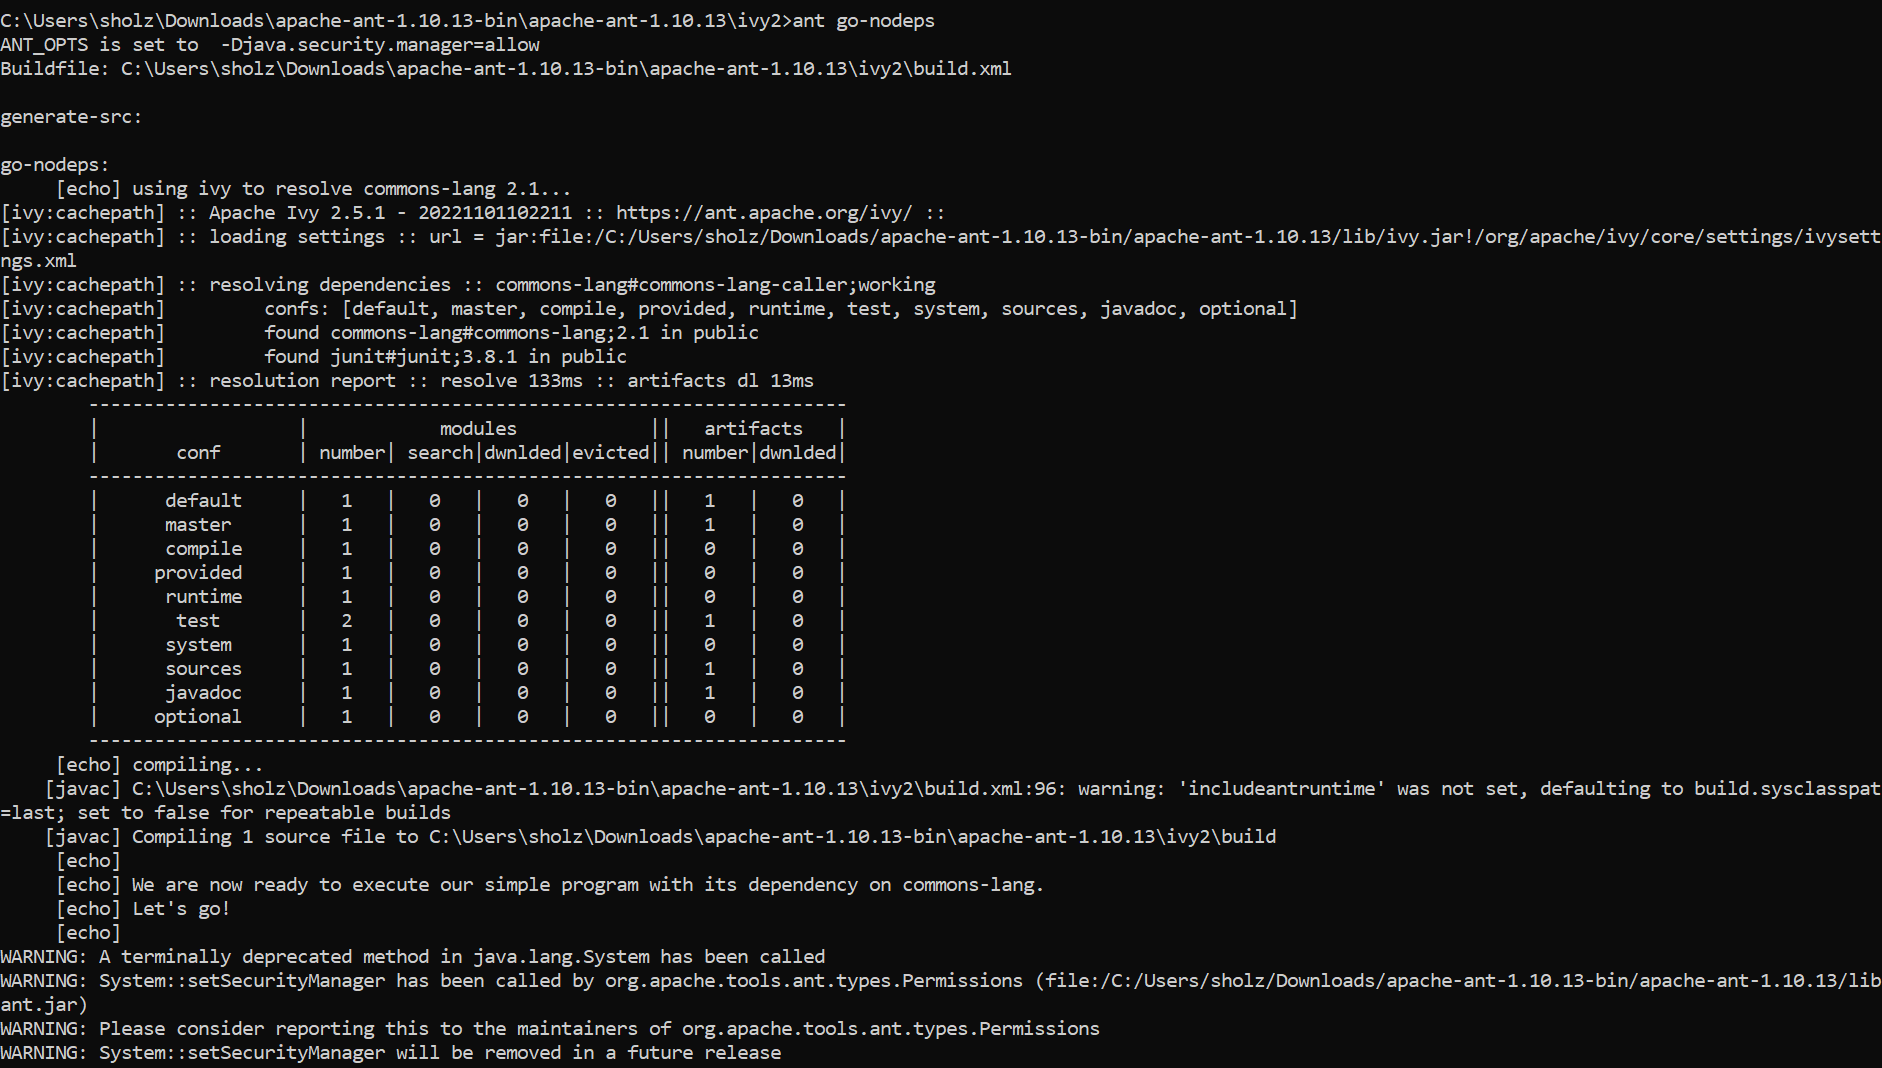 C:\Users\sholz\Downloads\apache-ant-1.10.13-bin\apache-ant-1.10.13\ivy2>ant go-nodeps
ANT_OPTS is set to  -Djava.security.manager=allow
Buildfile: C:\Users\sholz\Downloads\apache-ant-1.10.13-bin\apache-ant-1.10.13\ivy2\build.xml

generate-src:

go-nodeps:
     [echo] using ivy to resolve commons-lang 2.1...
[ivy:cachepath] :: Apache Ivy 2.5.1 - 20221101102211 :: https://ant.apache.org/ivy/ ::
[ivy:cachepath] :: loading settings :: url = jar:file:/C:/Users/sholz/Downloads/apache-ant-1.10.13-bin/apache-ant-1.10.13/lib/ivy.jar!/org/apache/ivy/core/settings/ivysett
ngs.xml
[ivy:cachepath] :: resolving dependencies :: commons-lang#commons-lang-caller;working
[ivy:cachepath]         confs: [default, master, compile, provided, runtime, test, system, sources, javadoc, optional]
[ivy:cachepath]         found commons-lang#commons-lang;2.1 in public
[ivy:cachepath]         found junit#junit;3.8.1 in public
[ivy:cachepath] :: resolution report :: resolve 133ms :: artifacts dl 13ms
        ---------------------------------------------------------------------
        |                  |            modules            ||   artifacts   |
        |       conf       | number| search|dwnlded|evicted|| number|dwnlded|
        ---------------------------------------------------------------------
        |      default     |   1   |   0   |   0   |   0   ||   1   |   0   |
        |      master      |   1   |   0   |   0   |   0   ||   1   |   0   |
        |      compile     |   1   |   0   |   0   |   0   ||   0   |   0   |
        |     provided     |   1   |   0   |   0   |   0   ||   0   |   0   |
        |      runtime     |   1   |   0   |   0   |   0   ||   0   |   0   |
        |       test       |   2   |   0   |   0   |   0   ||   1   |   0   |
        |      system      |   1   |   0   |   0   |   0   ||   0   |   0   |
        |      sources     |   1   |   0   |   0   |   0   ||   1   |   0   |
        |      javadoc     |   1   |   0   |   0   |   0   ||   1   |   0   |
        |     optional     |   1   |   0   |   0   |   0   ||   0   |   0   |
        ---------------------------------------------------------------------
     [echo] compiling...
    [javac] C:\Users\sholz\Downloads\apache-ant-1.10.13-bin\apache-ant-1.10.13\ivy2\build.xml:96: warning: 'includeantruntime' was not set, defaulting to build.sysclasspat
=last; set to false for repeatable builds
    [javac] Compiling 1 source file to C:\Users\sholz\Downloads\apache-ant-1.10.13-bin\apache-ant-1.10.13\ivy2\build
     [echo]
     [echo] We are now ready to execute our simple program with its dependency on commons-lang.
     [echo] Let's go!
     [echo]
WARNING: A terminally deprecated method in java.lang.System has been called
WARNING: System::setSecurityManager has been called by org.apache.tools.ant.types.Permissions (file:/C:/Users/sholz/Downloads/apache-ant-1.10.13-bin/apache-ant-1.10.13/lib
ant.jar)
WARNING: Please consider reporting this to the maintainers of org.apache.tools.ant.types.Permissions
WARNING: System::setSecurityManager will be removed in a future release